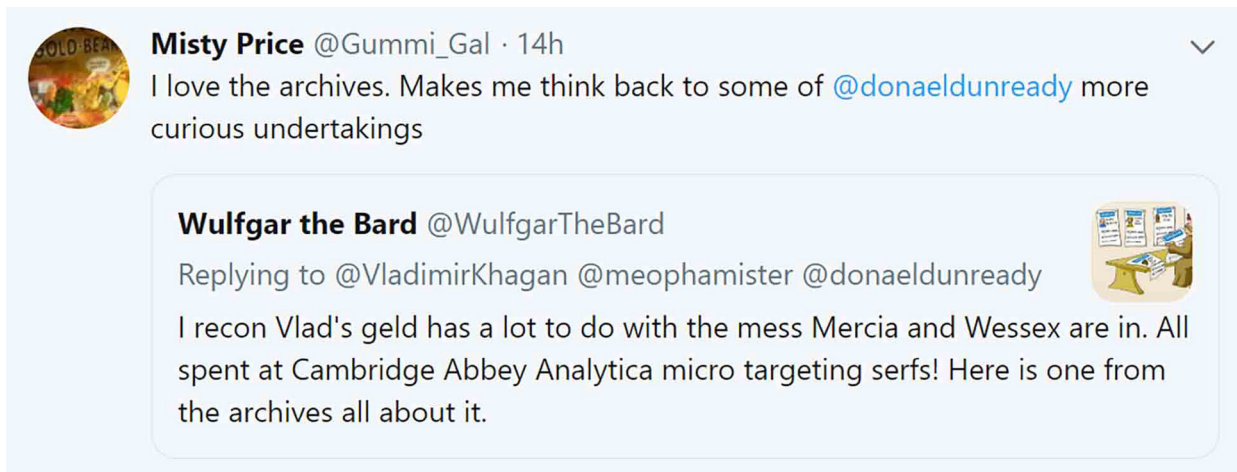 GOLD-BEAR
Misty Price @Gummi_Gal · 14h
I love the archives. Makes me think back to some of @donaeldunready more
curious undertakings
Wulfgar the Bard @WulfgarTheBard
Replying to @VladimirKhagan @meophamister @donaeldunready
I recon Vlad's geld has a lot to do with the mess Mercia and Wessex are in. All
spent at Cambridge Abbey Analytica micro targeting serfs! Here is one from
the archives all about it.